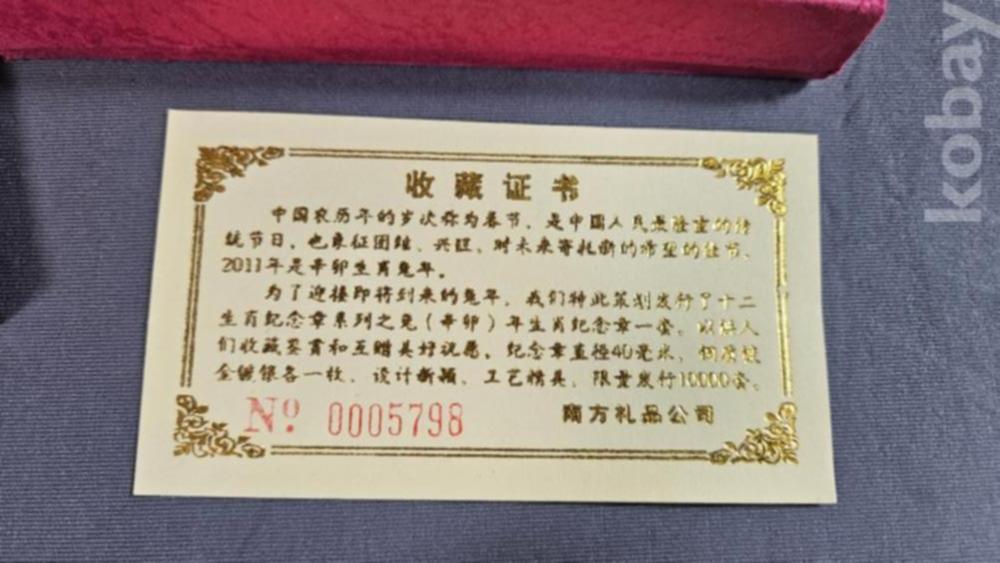 收藏证书
中国农历年的岁次称为春节，是中国人民最隆重的传
统节日，也象征团结、兴旺，对未来寄托新的希望的佳节。
2011年是辛卯生肖兔年。
为了迎接即将到来的兔年，我们特此策划发行了十二
生肖纪念章系列之兔（辛卯）年生肖纪念章一套。以供人
们收藏鉴赏和互赠美好祝愿。纪念章直径40毫米，铜质镀
金镀银各一枚，设计新颖，工艺精美，限量发行10000套。
Nº 0005798
南方礼品公司
kobay